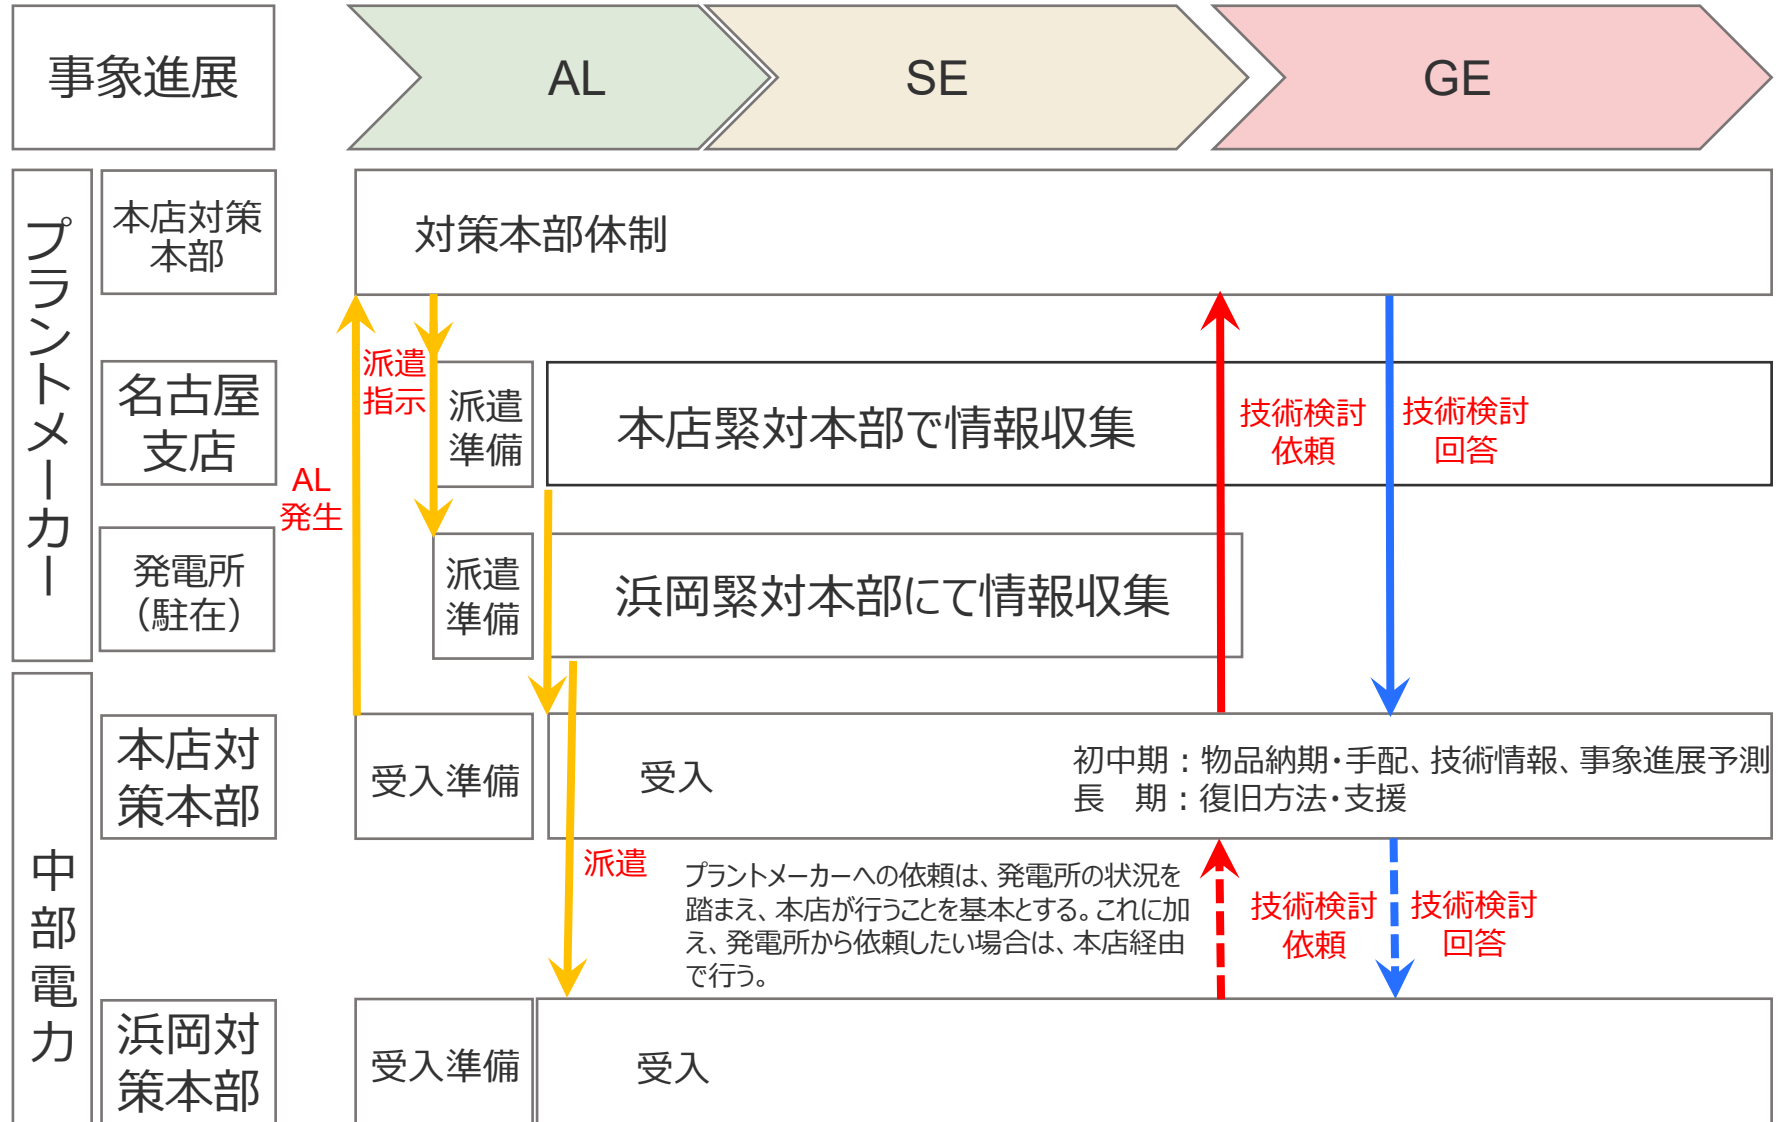 事象進展
AL
SE
GE
プラントメーカー
本店対策
本部
対策本部体制
派遣
指示
名古屋
支店
派遣
準備
本店緊対本部で情報収集
技術検討
依頼
技術検討
回答
AL
発生
発電所
（駐在）
派遣
準備
浜岡緊対本部にて情報収集
中部電力
本店対
策本部
受入準備
受入
初中期：物品納期・手配、技術情報、事象進展予測
長　期：復旧方法・支援
派遣
プラントメーカーへの依頼は、発電所の状況を
踏まえ、本店が行うことを基本とする。これに加
え、発電所から依頼したい場合は、本店経由
で行う。
技術検討
依頼
技術検討
回答
浜岡対
策本部
受入準備
受入